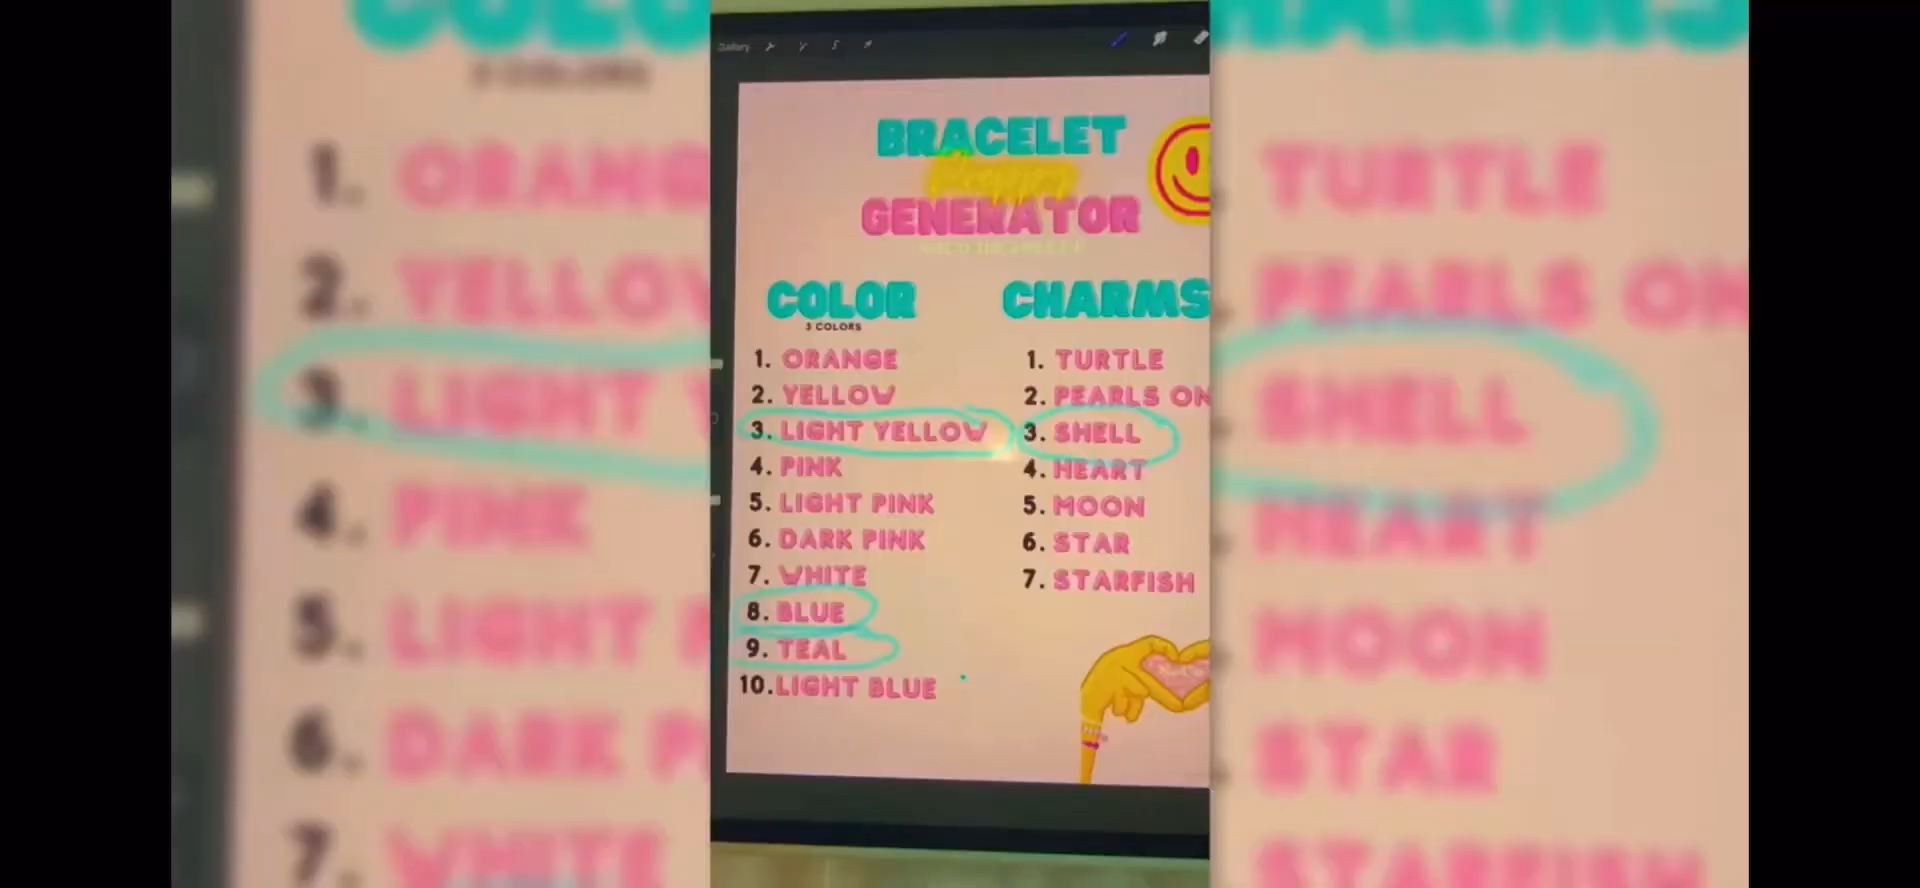 Gallery
BRACELET
GENERATOR
COLOR
3 COLORS
1. ORANGE
2. YELLOW
3. LIGHT YELLOW
4. PINK
5. LIGHT PINK
6. DARK PINK
7. WHITE
8. BLUE
9. TEAL
10. LIGHT BLUE
CHARMS
1. TURTLE
2. PEARLS ON
3. SHELL
4. HEART
5. MOON
6. STAR
7. STARFISH